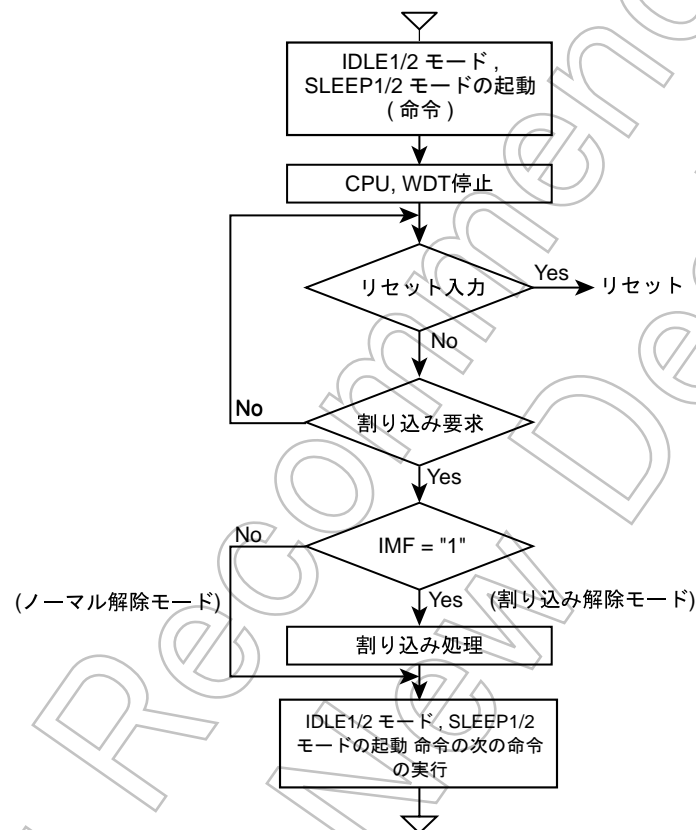 IDLE1/2 モード ,
SLEEP1/2 モードの起動
( 命令 )
CPU, WDT停止
リセット入力
Yes
リセット
No
No
割り込み要求
Yes
No
IMF = "1"
(ノーマル解除モード)
Yes
(割り込み解除モード)
割り込み処理
IDLE1/2 モード , SLEEP1/2
モードの起動 命令の次の命令
の実行
Recommend
New De